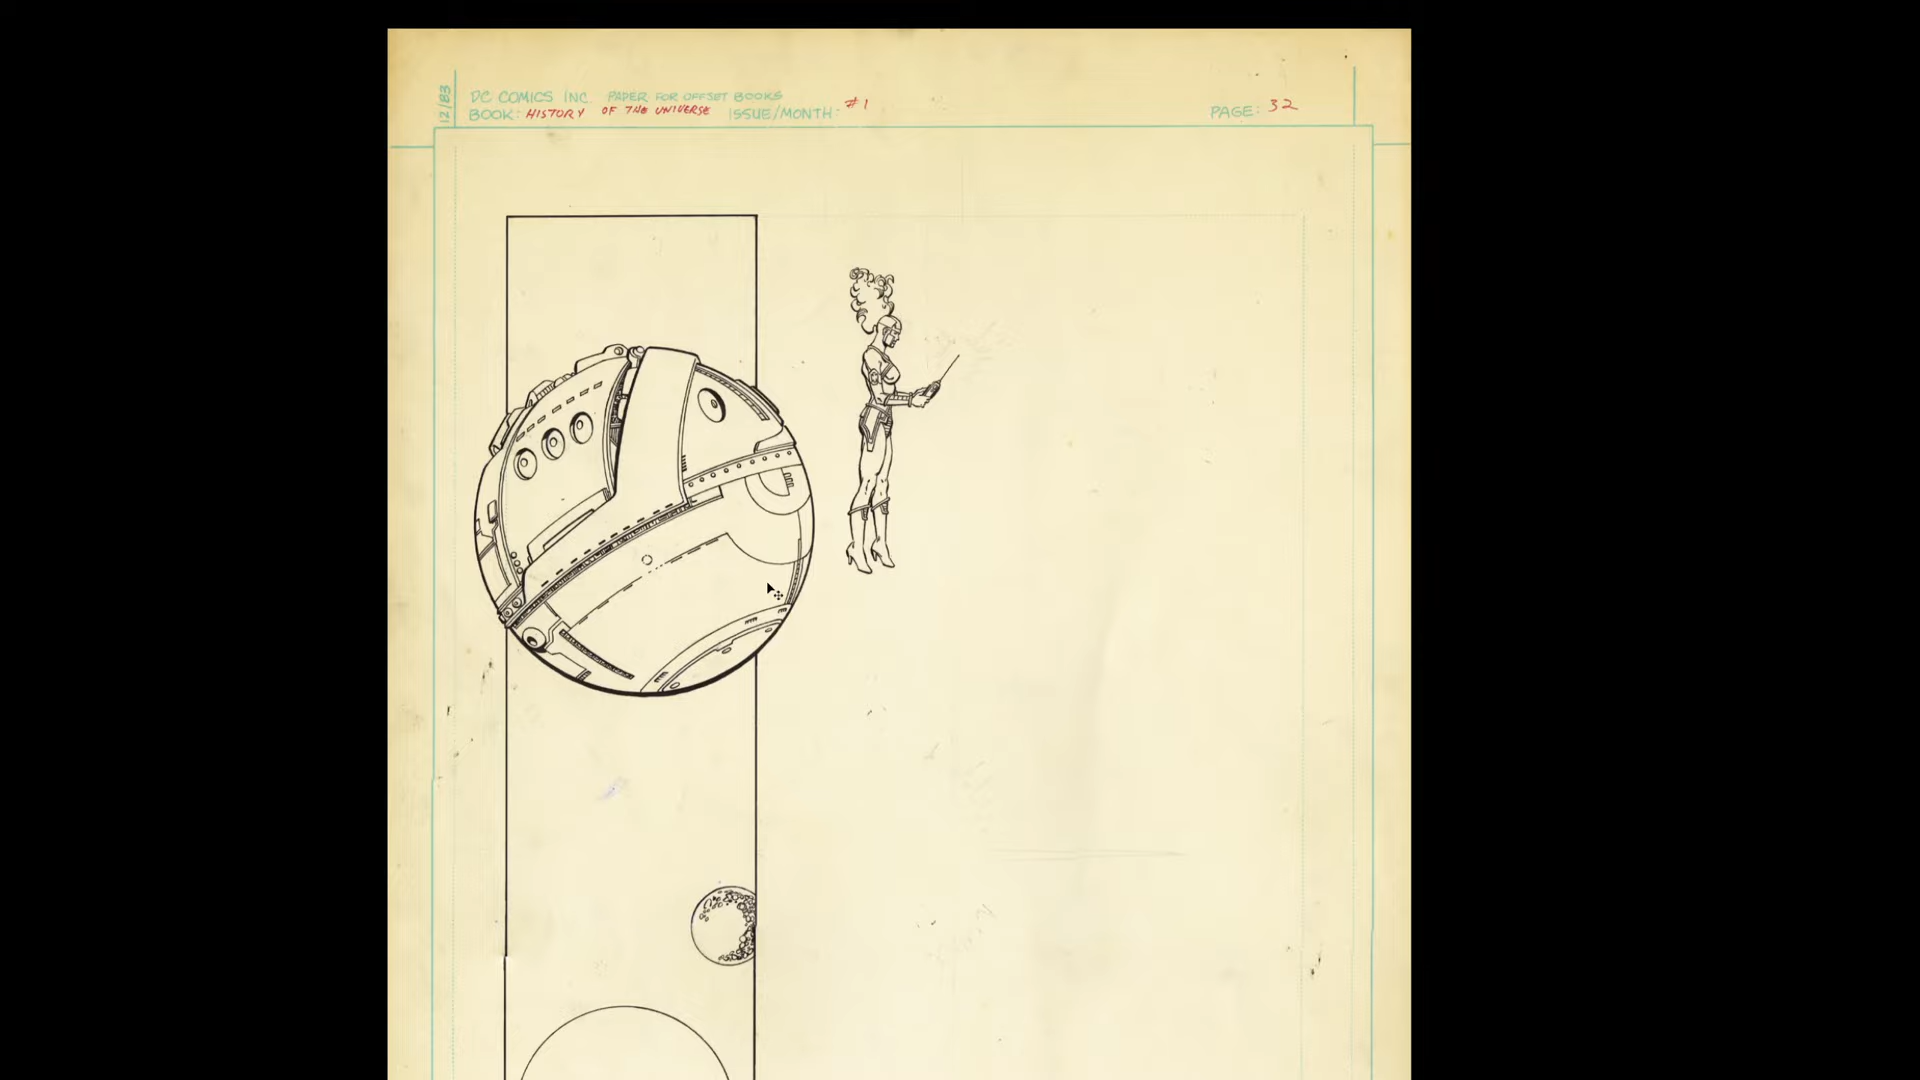 12/83
DC COMICS INC. PAPER FOR OFFSET BOOKS
BOOK: HISTORY OF THE UNIVERSE ISSUE/MONTH: #1
PAGE: 32